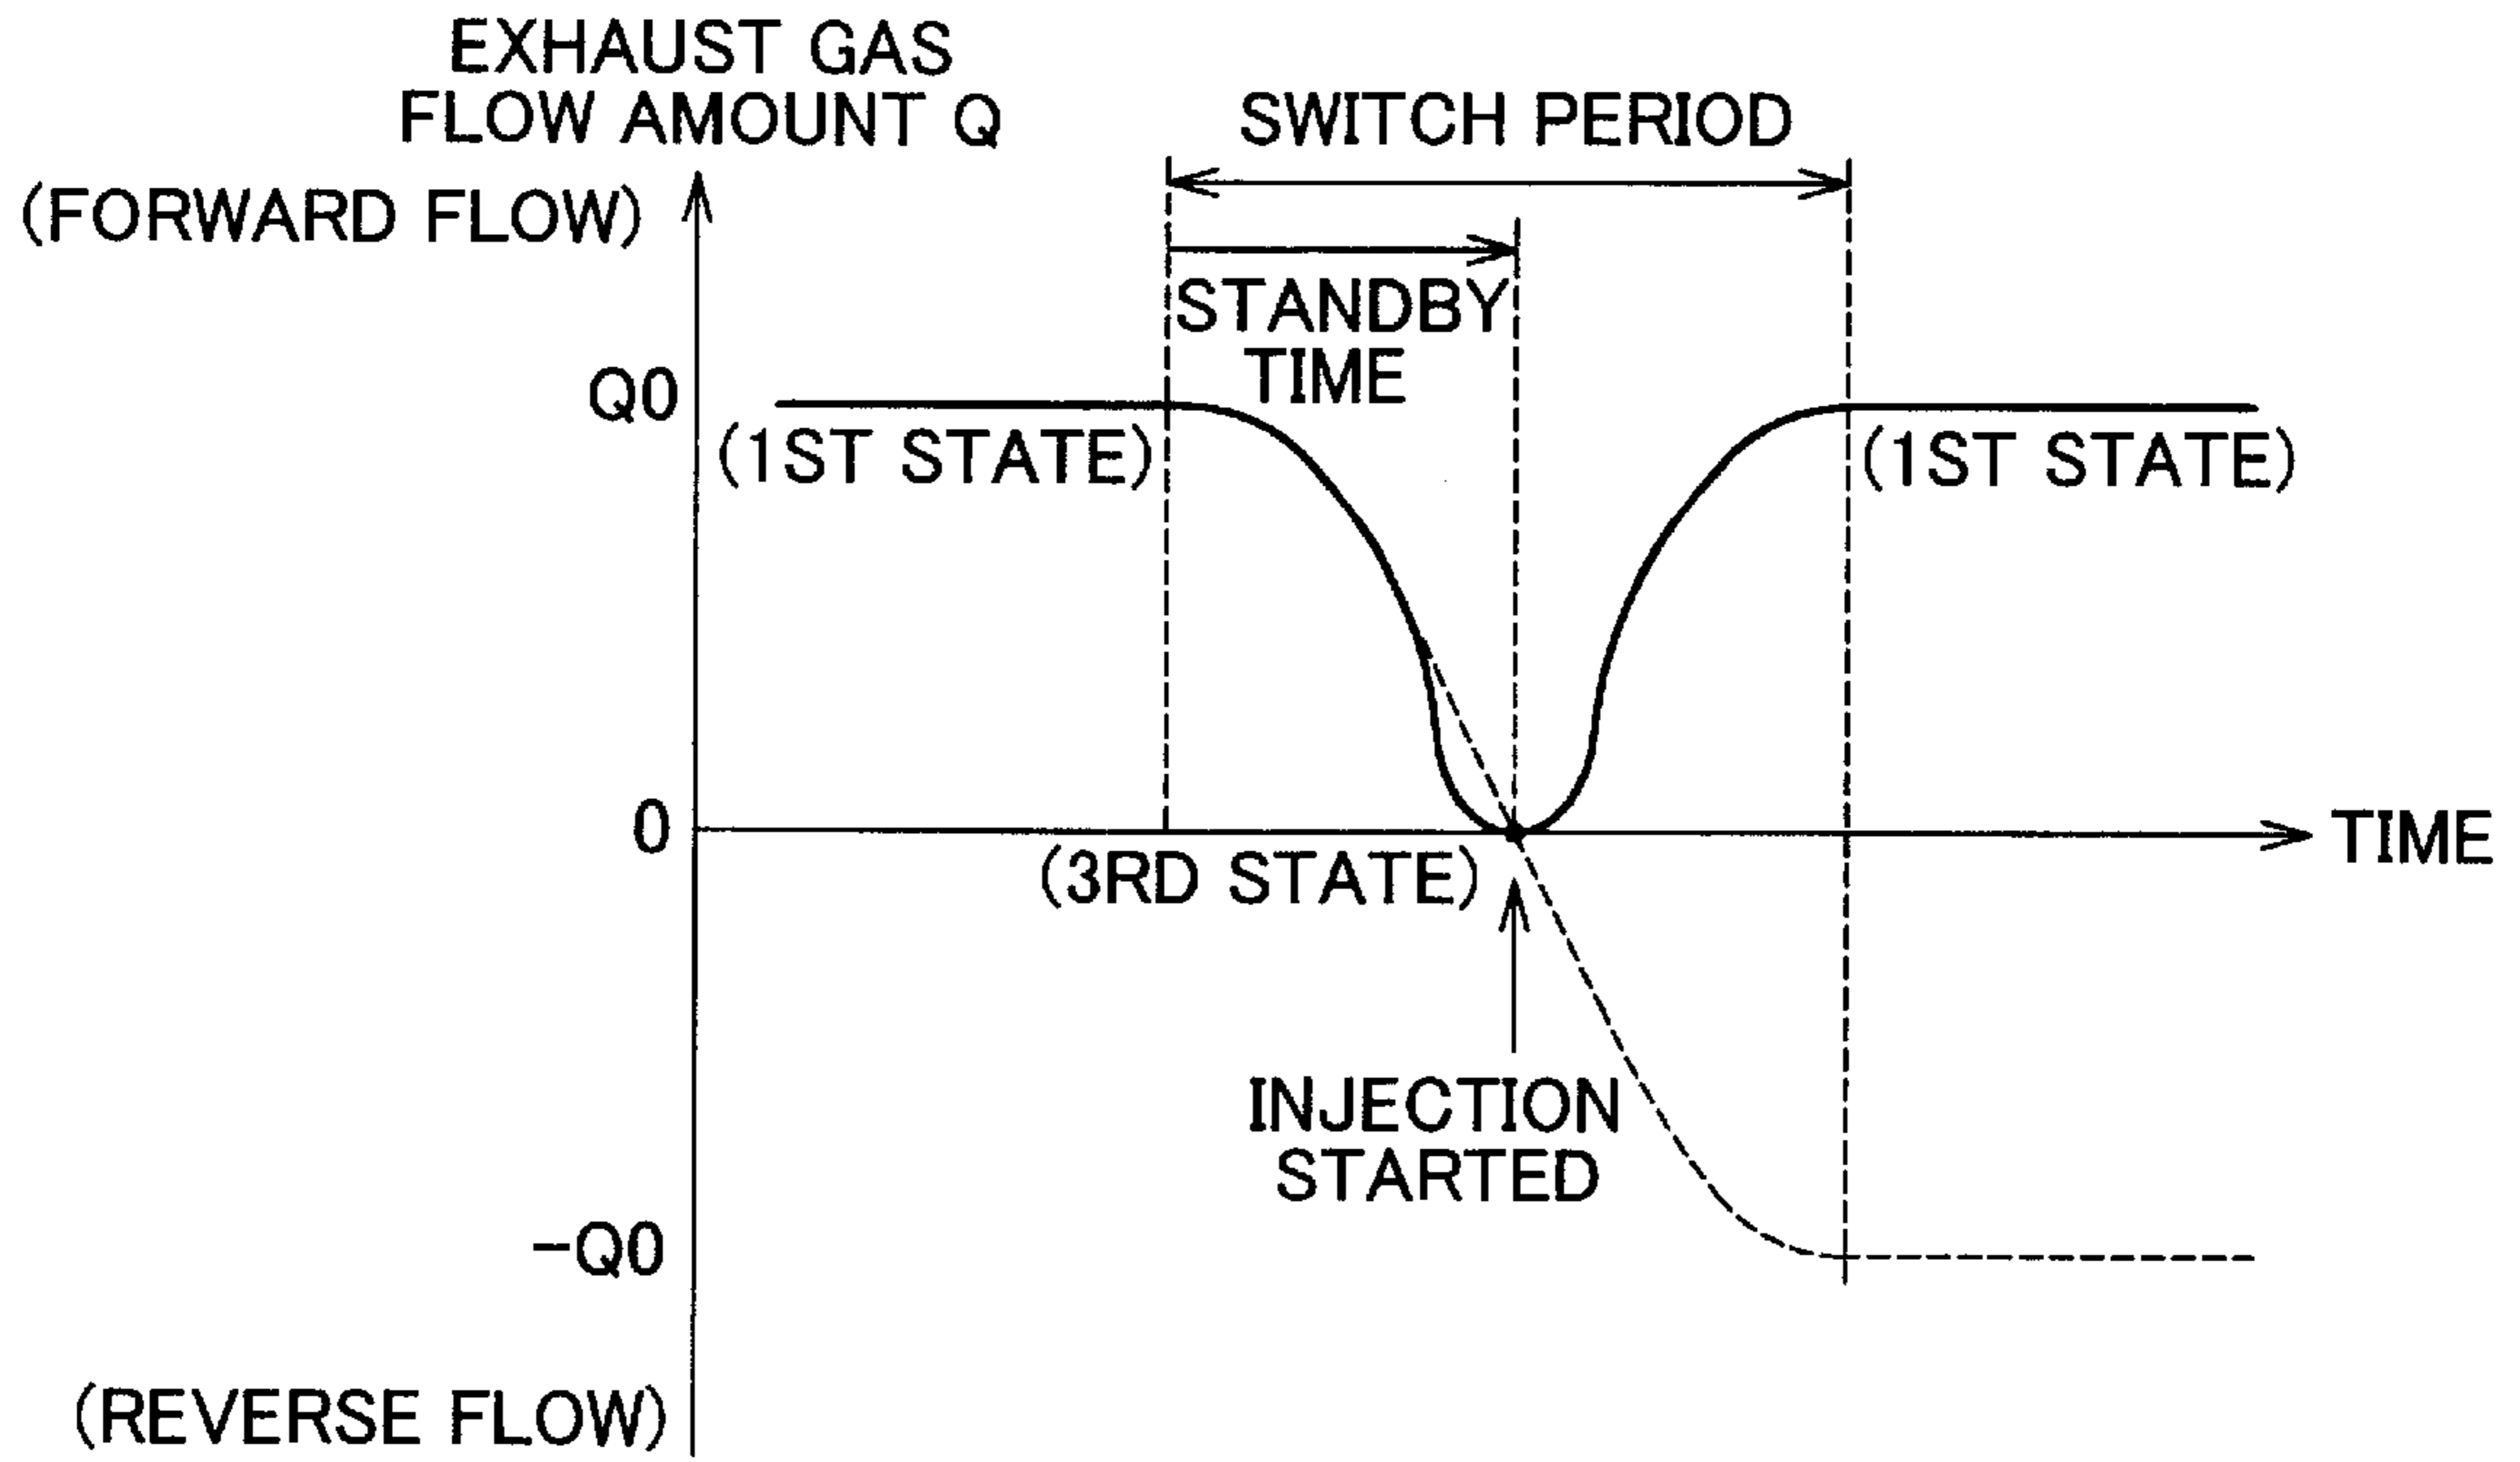 EXHAUST GAS
FLOW AMOUNT Q
(FORWARD FLOW)
SWITCH PERIOD
STANDBY
TIME
Q0
(1ST STATE)
(1ST STATE)
0
TIME
(3RD STATE)
INJECTION
STARTED
-Q0
(REVERSE FLOW)